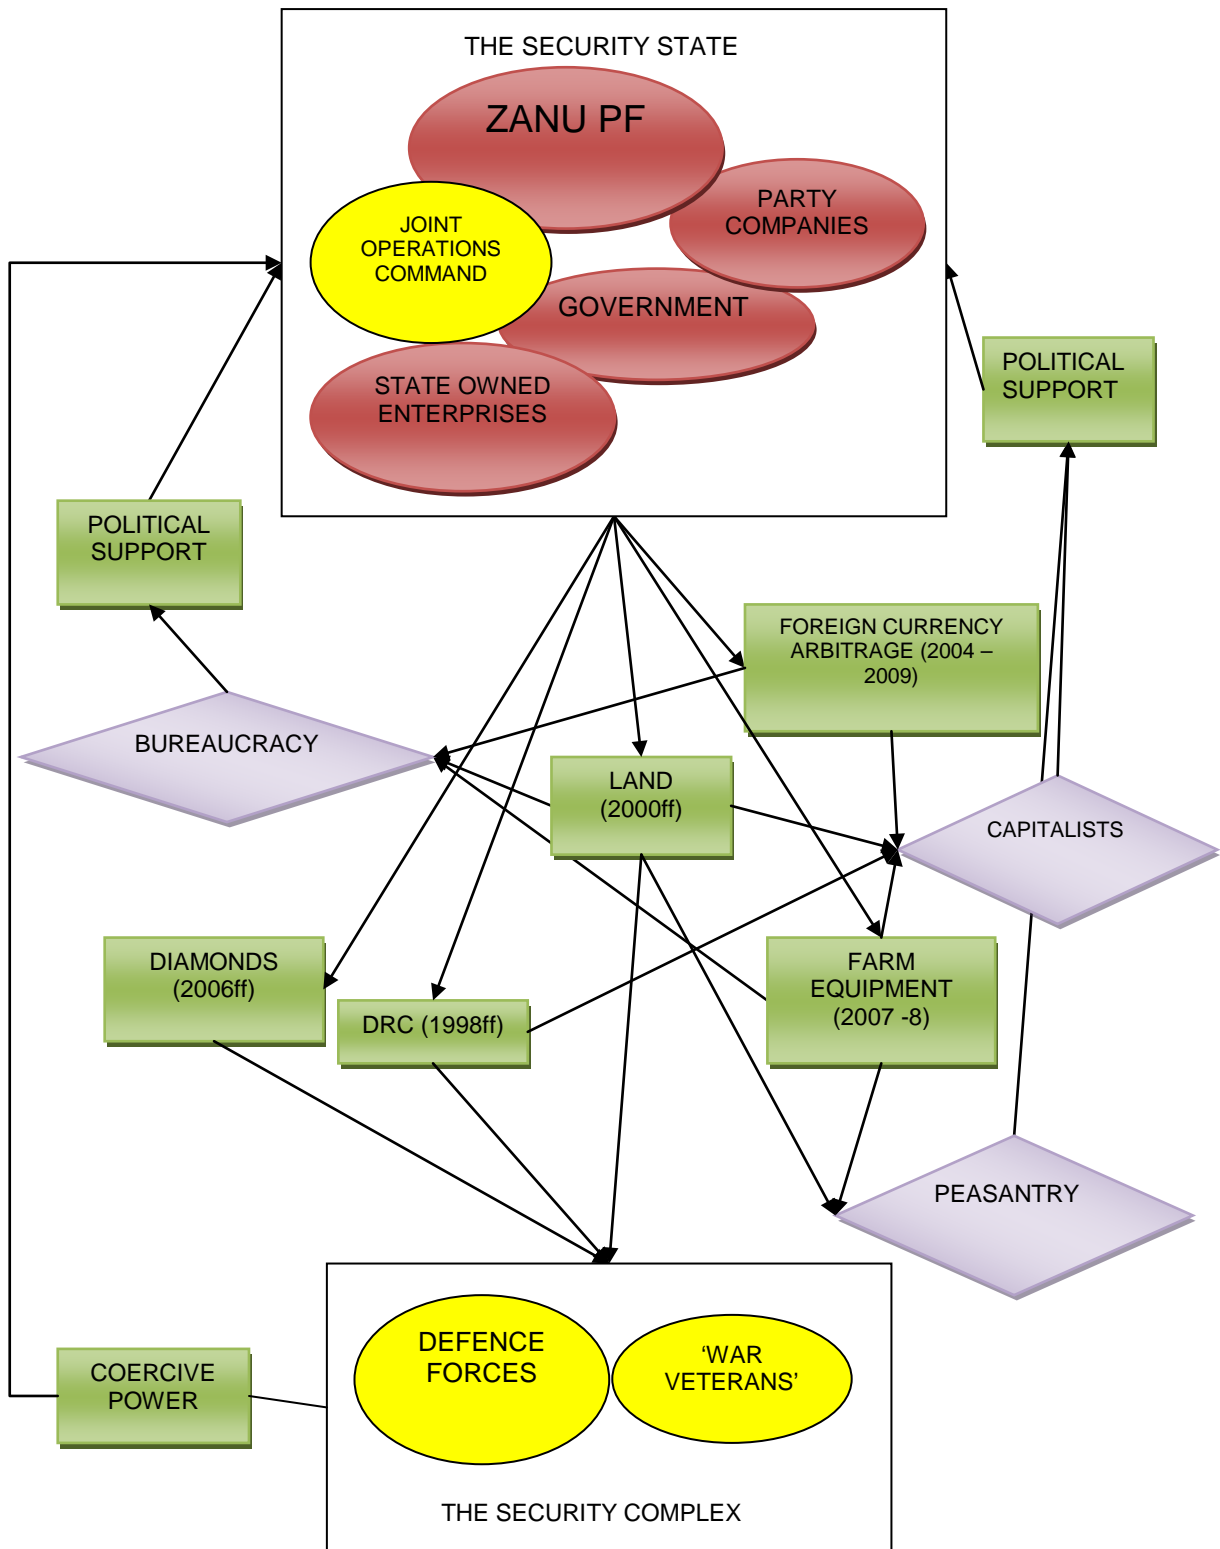 THE SECURITY STATE
ZANU PF
PARTY
COMPANIES
JOINT
OPERATIONS
COMMAND
GOVERNMENT
STATE OWNED
ENTERPRISES
POLITICAL
SUPPORT
POLITICAL
SUPPORT
FOREIGN CURRENCY
ARBITRAGE (2004 –
2009)
BUREAUCRACY
LAND
(2000ff)
CAPITALISTS
DIAMONDS
(2006ff)
DRC (1998ff)
FARM
EQUIPMENT
(2007 -8)
PEASANTRY
DEFENCE
FORCES
‘WAR
VETERANS’
COERCIVE
POWER
THE SECURITY COMPLEX